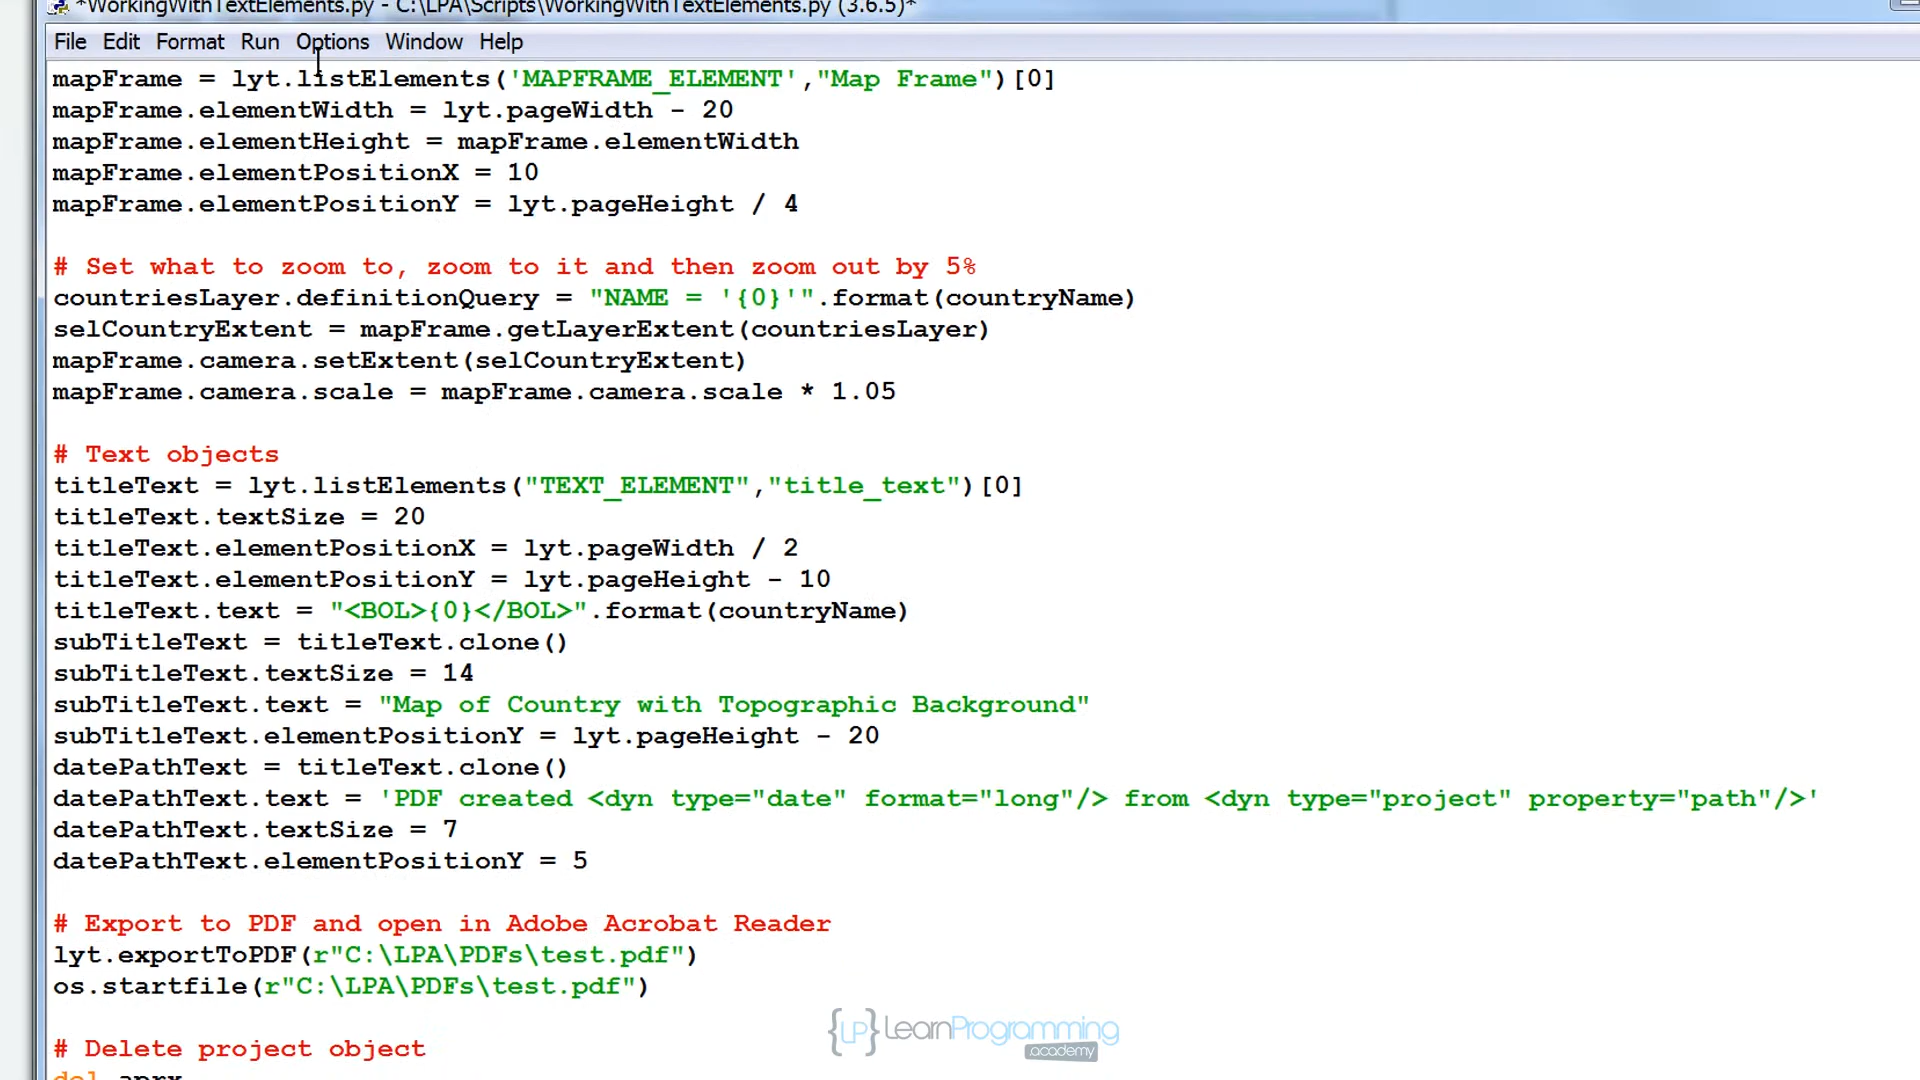 *WorkingWithTextElements.py - C:\LPA\Scripts\WorkingWithTextElements.py (3.6.5)*
File Edit Format Run Options Window Help
mapFrame = lyt.listElements('MAPFRAME_ELEMENT',"Map Frame")[0]
mapFrame.elementWidth = lyt.pageWidth - 20
mapFrame.elementHeight = mapFrame.elementWidth
mapFrame.elementPositionX = 10
mapFrame.elementPositionY = lyt.pageHeight / 4
# Set what to zoom to, zoom to it and then zoom out by 5%
countriesLayer.definitionQuery = "NAME = '{0}'".format(countryName)
selCountryExtent = mapFrame.getLayerExtent(countriesLayer)
mapFrame.camera.setExtent(selCountryExtent)
mapFrame.camera.scale = mapFrame.camera.scale * 1.05
# Text objects
titleText = lyt.listElements("TEXT_ELEMENT","title_text")[0]
titleText.textSize = 20
titleText.elementPositionX = lyt.pageWidth / 2
titleText.elementPositionY = lyt.pageHeight - 10
titleText.text = "<BOL>{0}</BOL>".format(countryName)
subTitleText = titleText.clone()
subTitleText.textSize = 14
subTitleText.text = "Map of Country with Topographic Background"
subTitleText.elementPositionY = lyt.pageHeight - 20
datePathText = titleText.clone()
datePathText.text = 'PDF created <dyn type="date" format="long"/> from <dyn type="project" property="path"/>'
datePathText.textSize = 7
datePathText.elementPositionY = 5
# Export to PDF and open in Adobe Acrobat Reader
lyt.exportToPDF(r"C:\LPA\PDFs\test.pdf")
os.startfile(r"C:\LPA\PDFs\test.pdf")
{LP} LearnProgramming
.academy
# Delete project object
del aprx